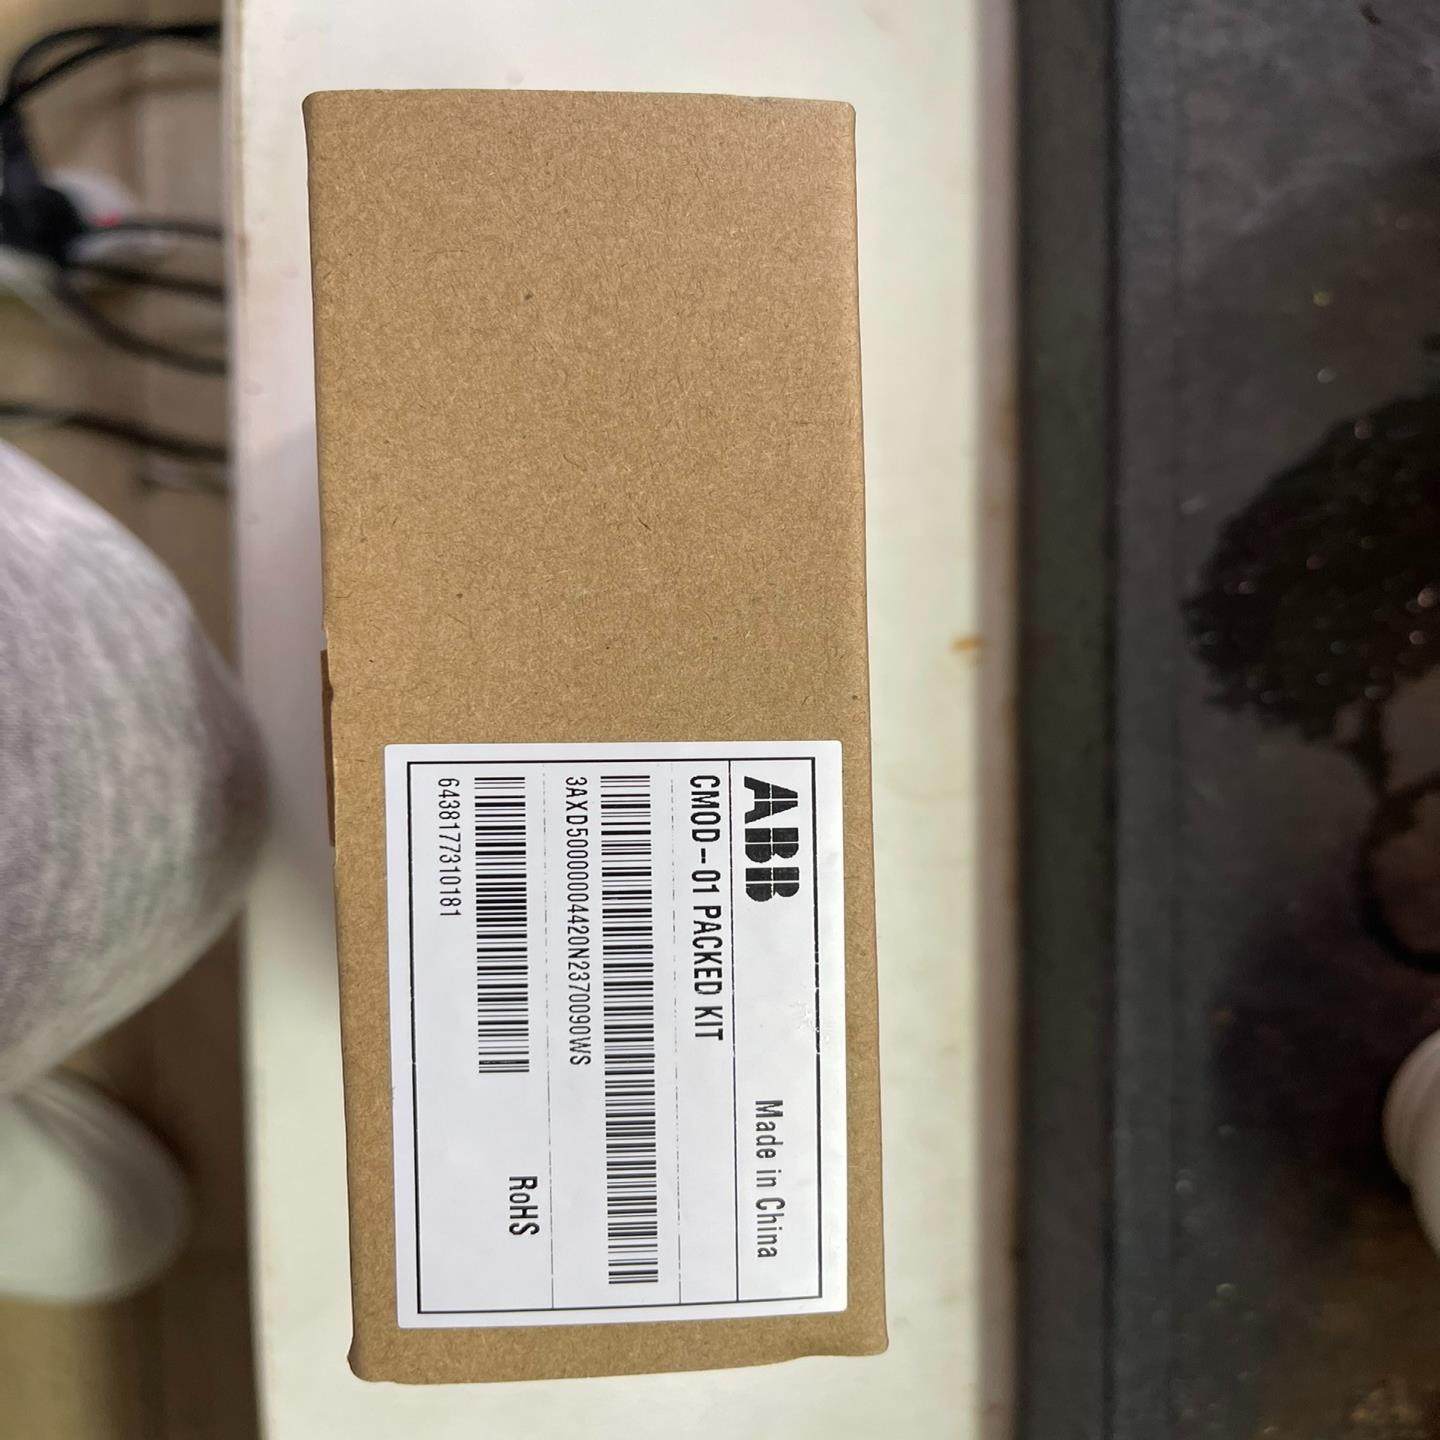 ABB
Made in China
CMOD--01 PACKED KIT
3AXD50000004420N2370090WS
6438177310181
RoHS